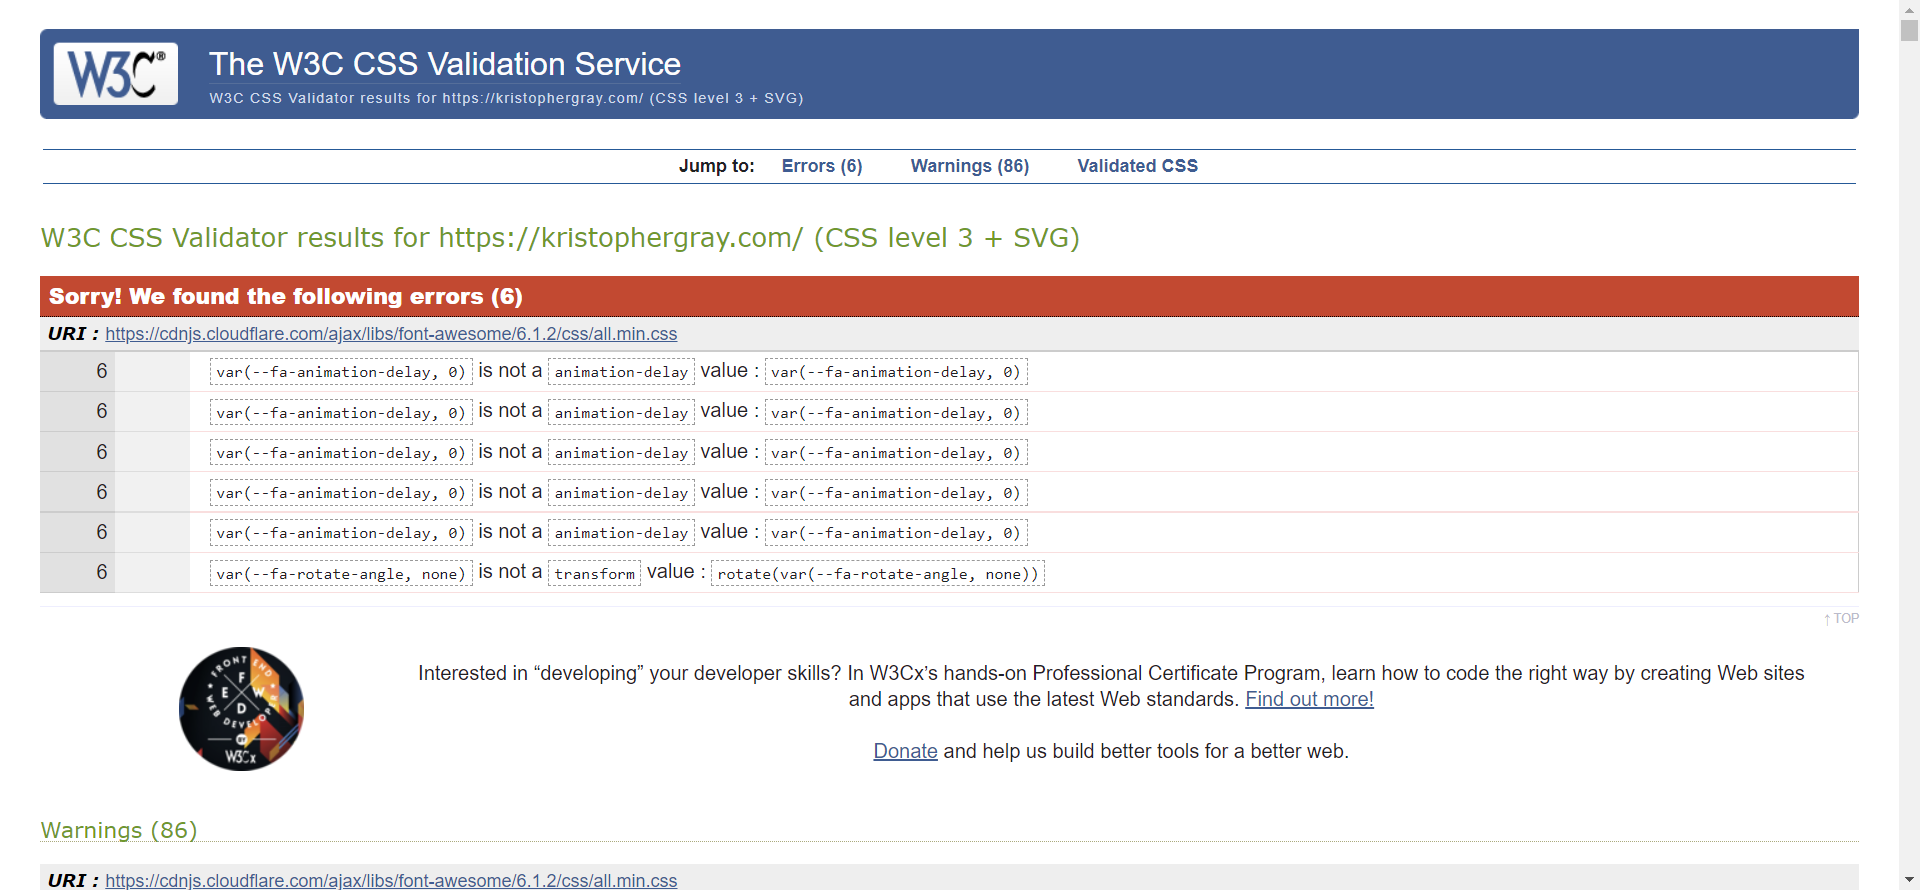 W3C®
The W3C CSS Validation Service
W3C CSS Validator results for https://kristophergray.com/ (CSS level 3 + SVG)
Jump to: Errors (6) Warnings (86) Validated CSS
W3C CSS Validator results for https://kristophergray.com/ (CSS level 3 + SVG)
Sorry! We found the following errors (6)
URI : https://cdnjs.cloudflare.com/ajax/libs/font-awesome/6.1.2/css/all.min.css
6 var(--fa-animation-delay, 0) is not a animation-delay value : var(--fa-animation-delay, 0)
6 var(--fa-animation-delay, 0) is not a animation-delay value : var(--fa-animation-delay, 0)
6 var(--fa-animation-delay, 0) is not a animation-delay value : var(--fa-animation-delay, 0)
6 var(--fa-animation-delay, 0) is not a animation-delay value : var(--fa-animation-delay, 0)
6 var(--fa-animation-delay, 0) is not a animation-delay value : var(--fa-animation-delay, 0)
6 var(--fa-rotate-angle, none) is not a transform value : rotate(var(--fa-rotate-angle, none))
↑ TOP
FRONT END
F
E W
D
WEB DEVELOPER
BY
W3Cx
Interested in “developing” your developer skills? In W3Cx’s hands-on Professional Certificate Program, learn how to code the right way by creating Web sites
and apps that use the latest Web standards. Find out more!
Donate and help us build better tools for a better web.
Warnings (86)
URI : https://cdnjs.cloudflare.com/ajax/libs/font-awesome/6.1.2/css/all.min.css